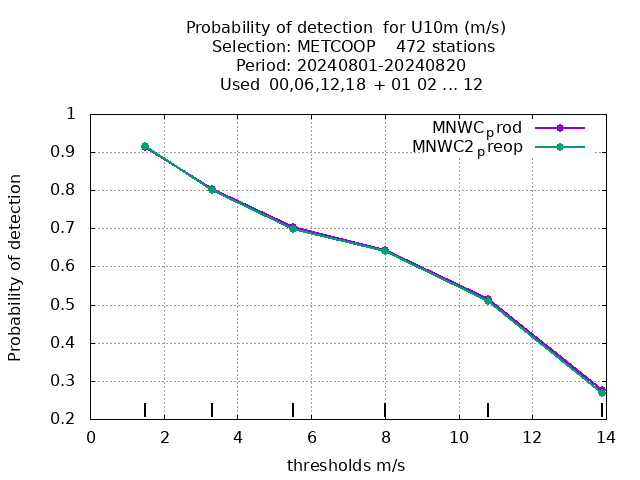 Probability of detection  for U10m (m/s)
Selection: METCOOP    472 stations
Period: 20240801-20240820
Used  00,06,12,18  + 01 02 ... 12
1
0.9
0.8
0.7
0.6
0.5
0.4
0.3
0.2
Probability of detection
MNWCprod
MNWC2preop
0 2 4 6 8 10 12 14
thresholds m/s